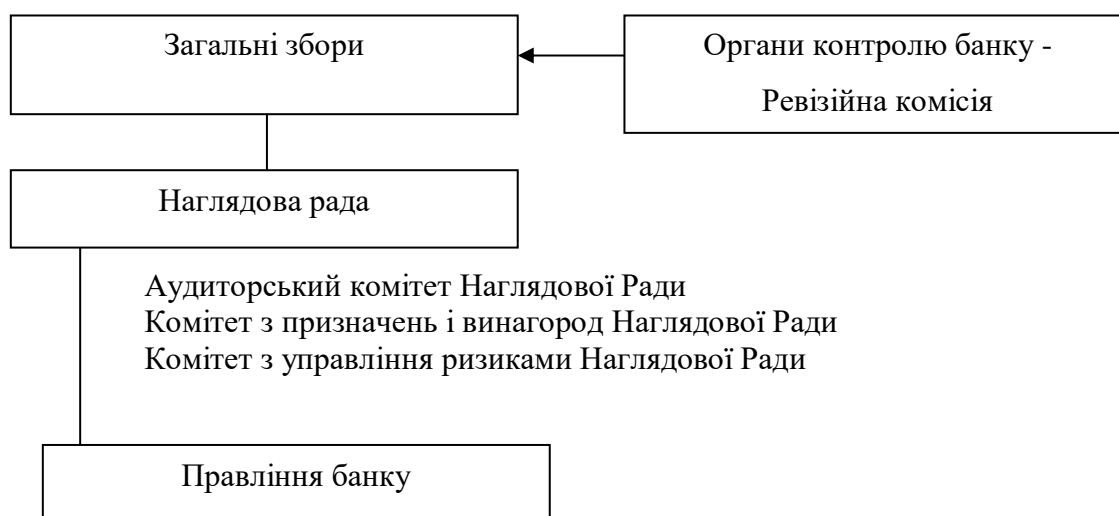 Загальні збори
Органи контролю банку -
Ревізійна комісія
Наглядова рада
Аудиторський комітет Наглядової Ради
Комітет з призначень і винагород Наглядової Ради
Комітет з управління ризиками Наглядової Ради
Правління банку